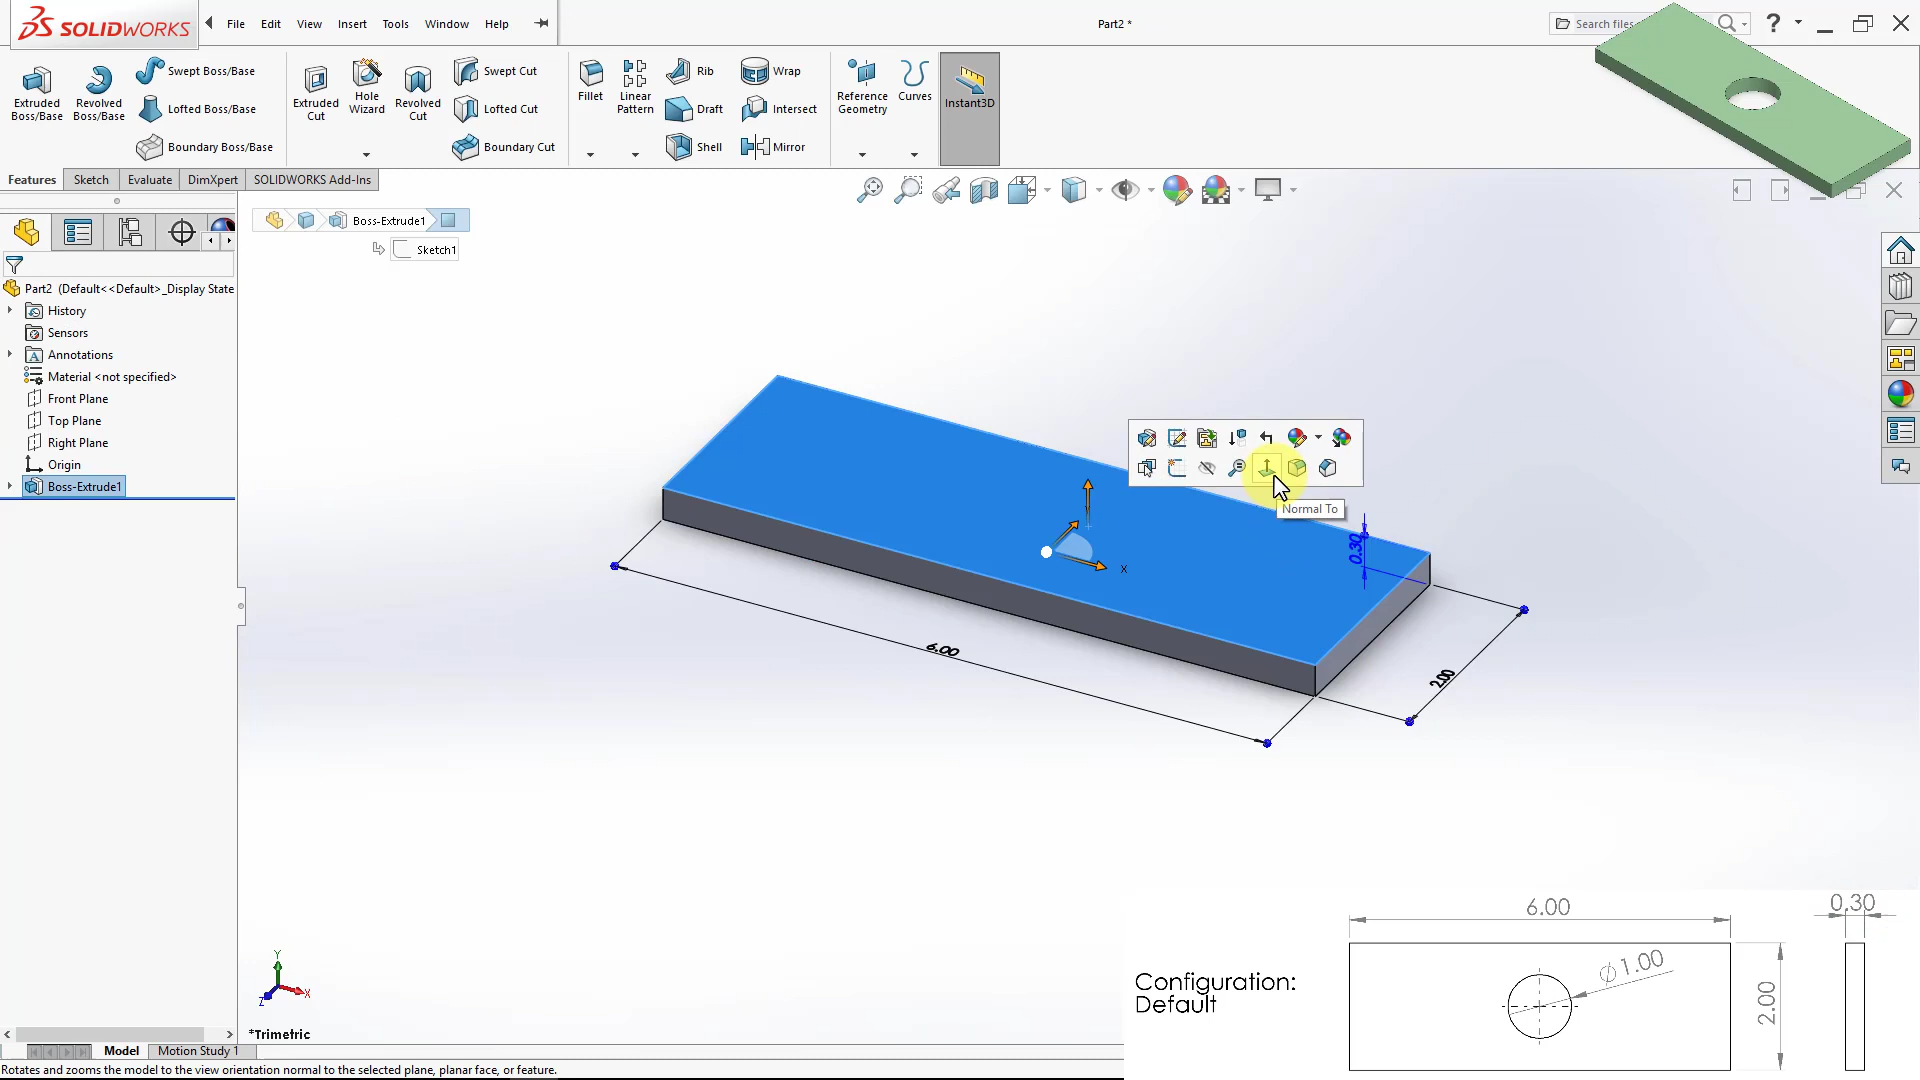 SOLIDWORKS
File Edit View Insert Tools Window Help
Part2 *
Search files
?
Extruded Boss/Base
Revolved Boss/Base
Swept Boss/Base
Lofted Boss/Base
Boundary Boss/Base
Extruded Cut
Hole Wizard
Revolved Cut
Swept Cut
Lofted Cut
Boundary Cut
Fillet
Linear Pattern
Rib
Draft
Shell
Wrap
Intersect
Mirror
Reference Geometry
Curves
Instant3D
Features Sketch Evaluate DimXpert SOLIDWORKS Add-Ins
Boss-Extrude1
Sketch1
Part2 (Default<<Default>_Display State
History
Sensors
A Annotations
Material <not specified>
Front Plane
Top Plane
Right Plane
Origin
Boss-Extrude1
Normal To
0.30
x
6.00
2.00
Y
X
Z
*Trimetric
Model Motion Study 1
Rotates and zooms the model to the view orientation normal to the selected plane, planar face, or feature.
6.00
0.30
Configuration:
Default
∅1.00
2.00